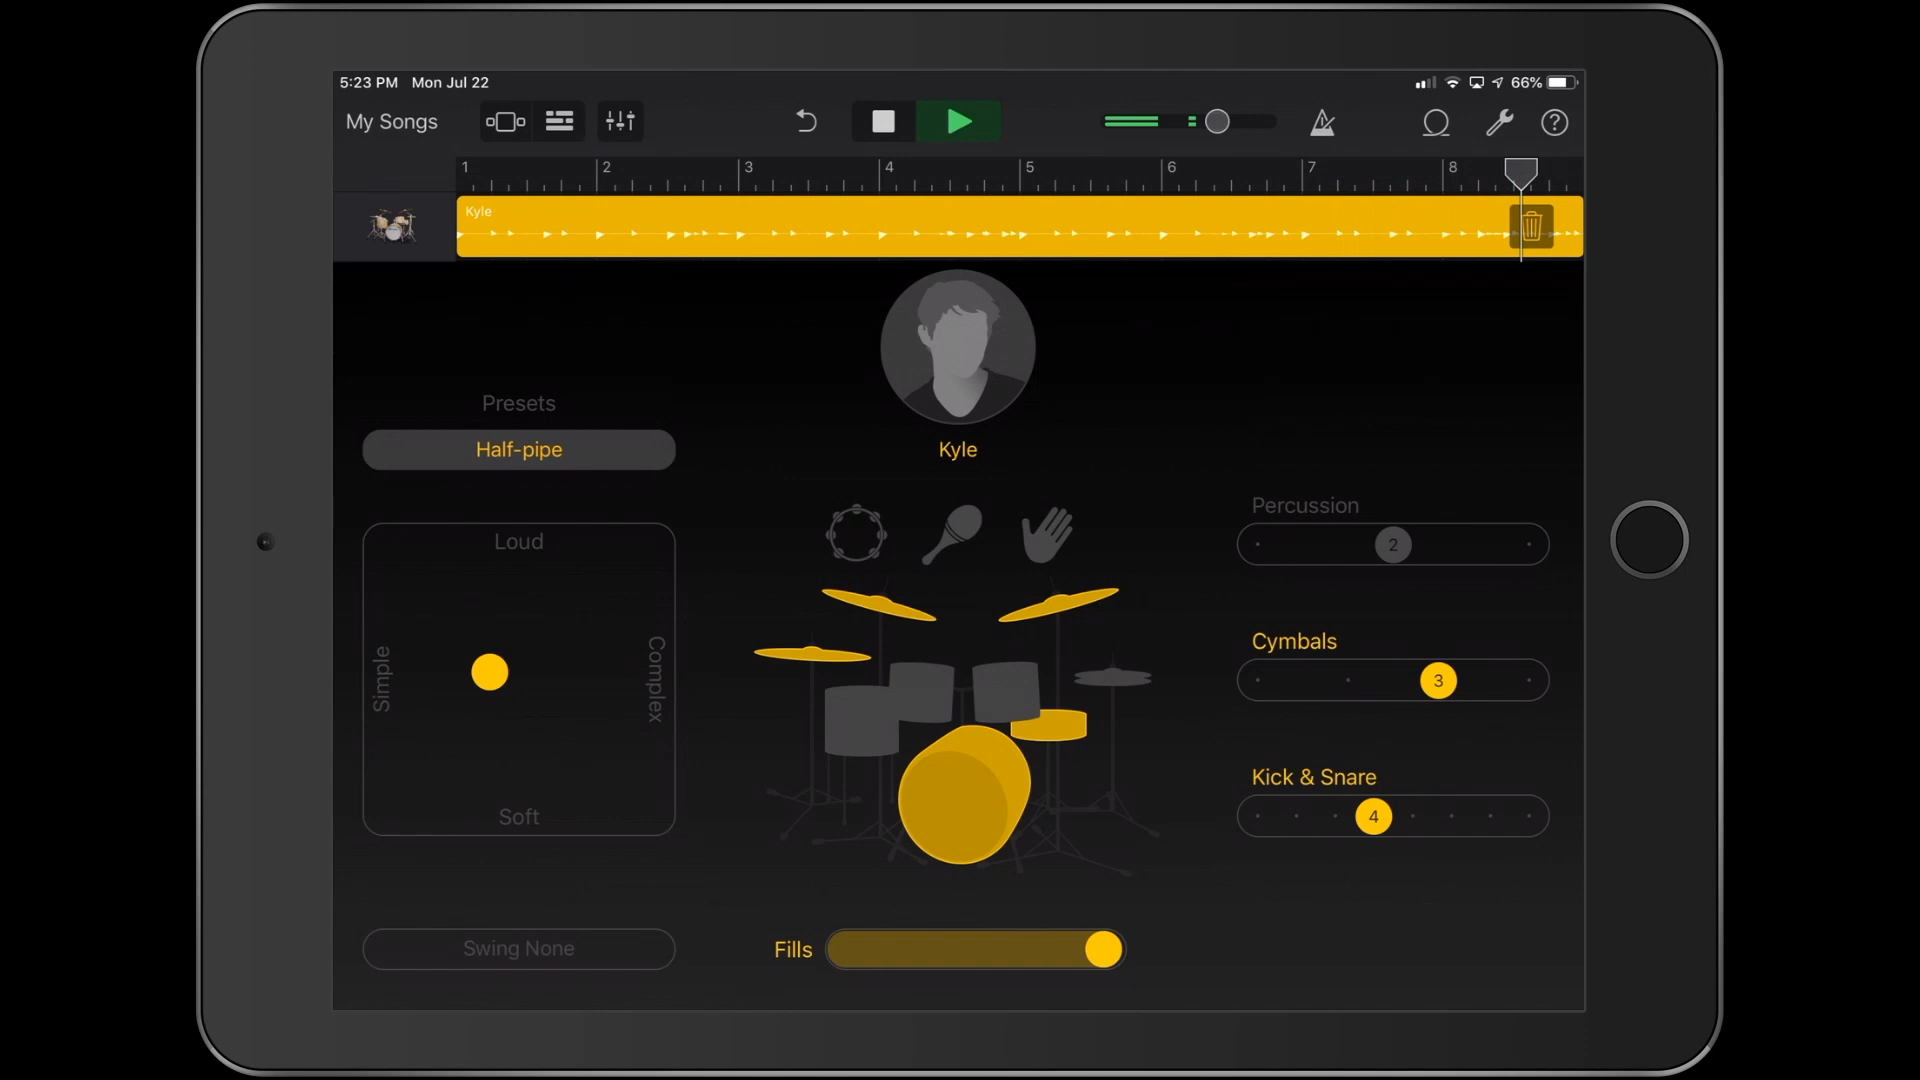 5:23 PM Mon Jul 22
66%
My Songs
?
1 2 3 4 5 6 7 8
Kyle
Presets
Half-pipe
Kyle
Percussion
2
Loud
Simple
Complex
Soft
Cymbals
3
Kick & Snare
4
Swing None
Fills